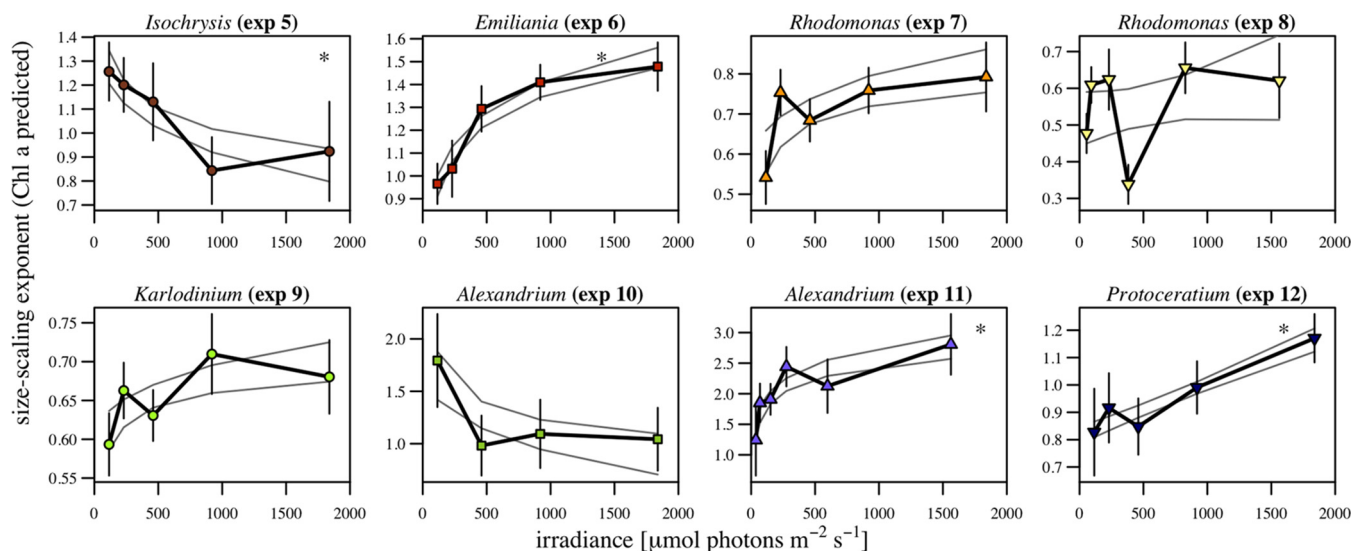 Isochrysis (exp 5)
Emiliania (exp 6)
Rhodomonas (exp 7)
Rhodomonas (exp 8)
1.4
1.3
1.2
1.1
1.0
0.9
0.8
0.7
*
0 500 1000 1500 2000
1.6
1.5
1.4
1.3
1.2
1.1
1.0
0.9
*
0 500 1000 1500 2000
0.8
0.7
0.6
0.5
0 500 1000 1500 2000
0.7
0.6
0.5
0.4
0.3
0 500 1000 1500 2000
size-scaling exponent (Chl a predicted)
Karlodinium (exp 9)
Alexandrium (exp 10)
Alexandrium (exp 11)
Protoceratium (exp 12)
0.75
0.70
0.65
0.60
0.55
0 500 1000 1500 2000
2.0
1.5
1.0
0 500 1000 1500 2000
3.0
2.5
2.0
1.5
1.0
*
0 500 1000 1500 2000
1.2
1.1
1.0
0.9
0.8
0.7
*
0 500 1000 1500 2000
irradiance [μmol photons m⁻² s⁻¹]